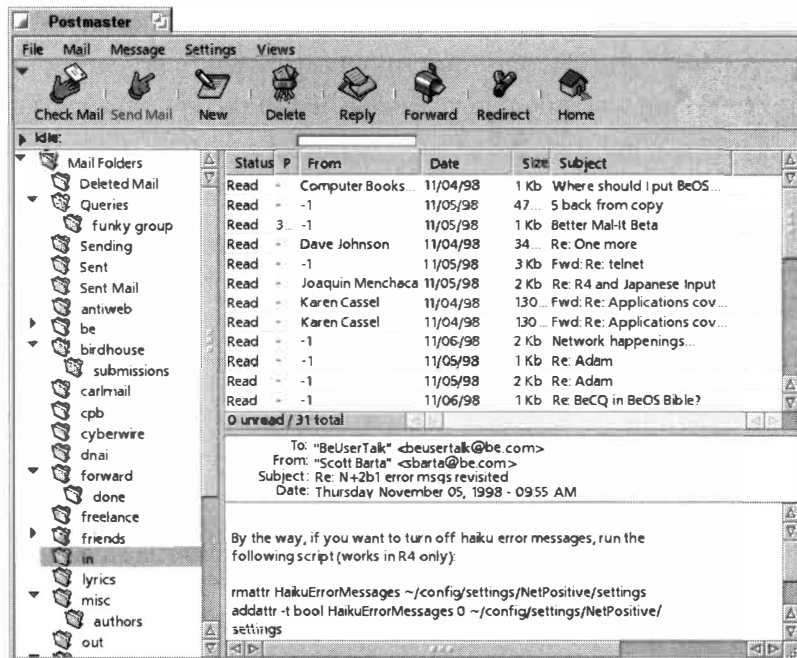 Postmaster
File Mail Message Settings Views
Check Mail Send Mail New Delete Reply Forward Redirect Home
Idle:
Mail Folders
Deleted Mail
Queries
funky group
Sending
Sent
Sent Mail
antiweb
be
birdhouse
submissions
carlmail
cpb
cyberwire
dnai
forward
done
freelance
friends
in
lyrics
misc
authors
out
Status P From Date Size Subject
Read - Computer Books... 11/04/98 1 Kb Where should I put BeOS...
Read - -1 11/05/98 47... 5 back from copy
Read 3... -1 11/05/98 1 Kb Better Mal-It Beta
Read - Dave Johnson 11/04/98 34... Re: One more
Read - -1 11/05/98 3 Kb Fwd: Re: telnet
Read - Joaquin Menchaca 11/05/98 2 Kb Re: R4 and Japanese Input
Read - Karen Cassel 11/04/98 130... Fwd: Re: Applications cov...
Read - Karen Cassel 11/04/98 130... Fwd: Re: Applications cov...
Read - -1 11/06/98 2 Kb Network happenings...
Read - -1 11/05/98 1 Kb Re: Adam
Read - -1 11/05/98 2 Kb Re: Adam
Read - -1 11/06/98 1 Kb Re: BeCQ in BeOS Bible?
0 unread / 31 total
To: "BeUserTalk" <beusertalk@be.com>
From: "Scott Barta" <sbarta@be.com>
Subject: Re: N+2b1 error msgs revisited
Date: Thursday November 05, 1998 - 09:55 AM
By the way, if you want to turn off haiku error messages, run the
following script (works in R4 only):
rmattr HaikuErrorMessages ~/config/settings/NetPositive/settings
addattr -t bool HaikuErrorMessages 0 ~/config/settings/NetPositive/
settings